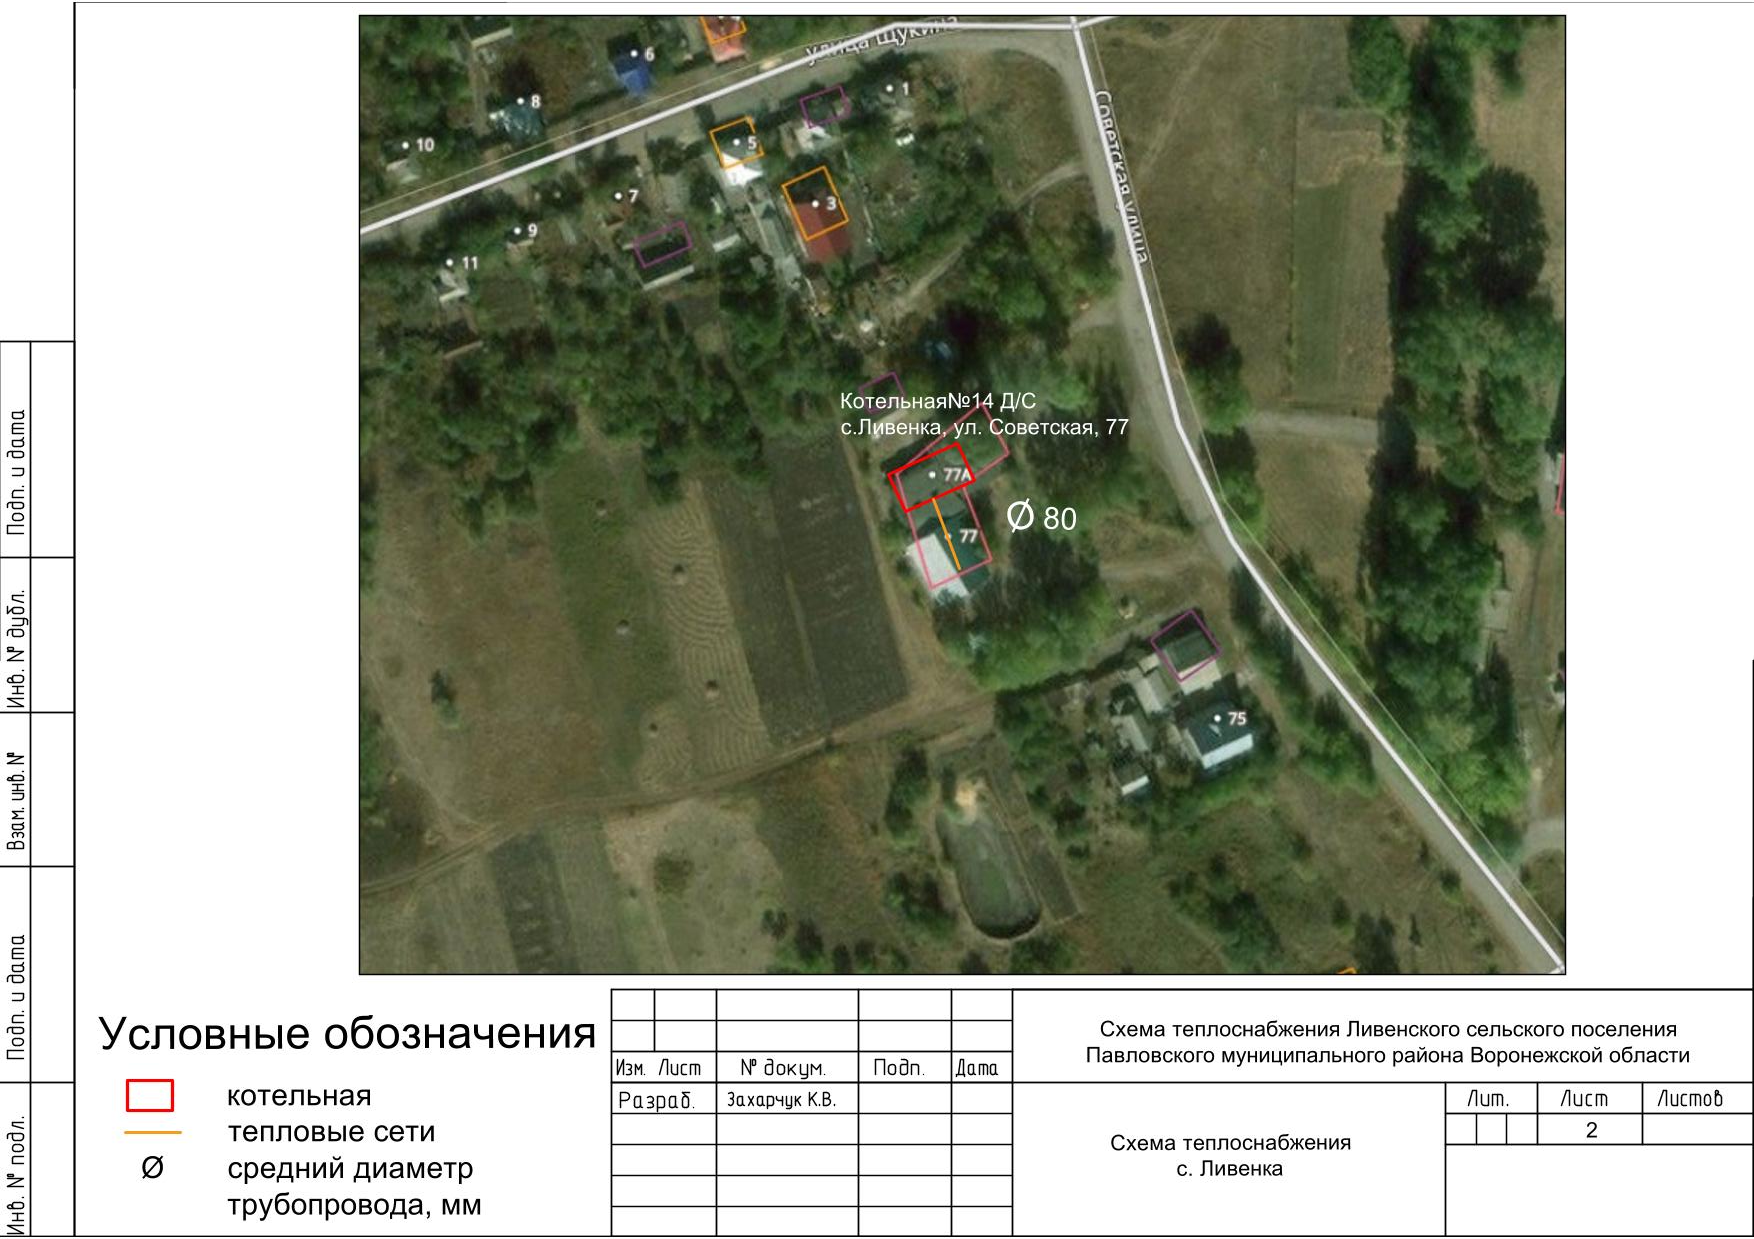 улица Щукина
6
8
1
10
5
7
3
9
11
Советская улица
Котельная№14 Д/С
с.Ливенка, ул. Советская, 77
77А
Ø 80
77
75
Подп. и дата
Инв. № дубл.
Взам. инв. №
Подп. и дата
Инв. № подл.
Условные обозначения
котельная
тепловые сети
Ø средний диаметр
трубопровода, мм
Изм. Лист № докум. Подп. Дата
Разраб. Захарчук К.В.
Схема теплоснабжения Ливенского сельского поселения
Павловского муниципального района Воронежской области
Схема теплоснабжения
с. Ливенка
Лит. Лист Листов
2